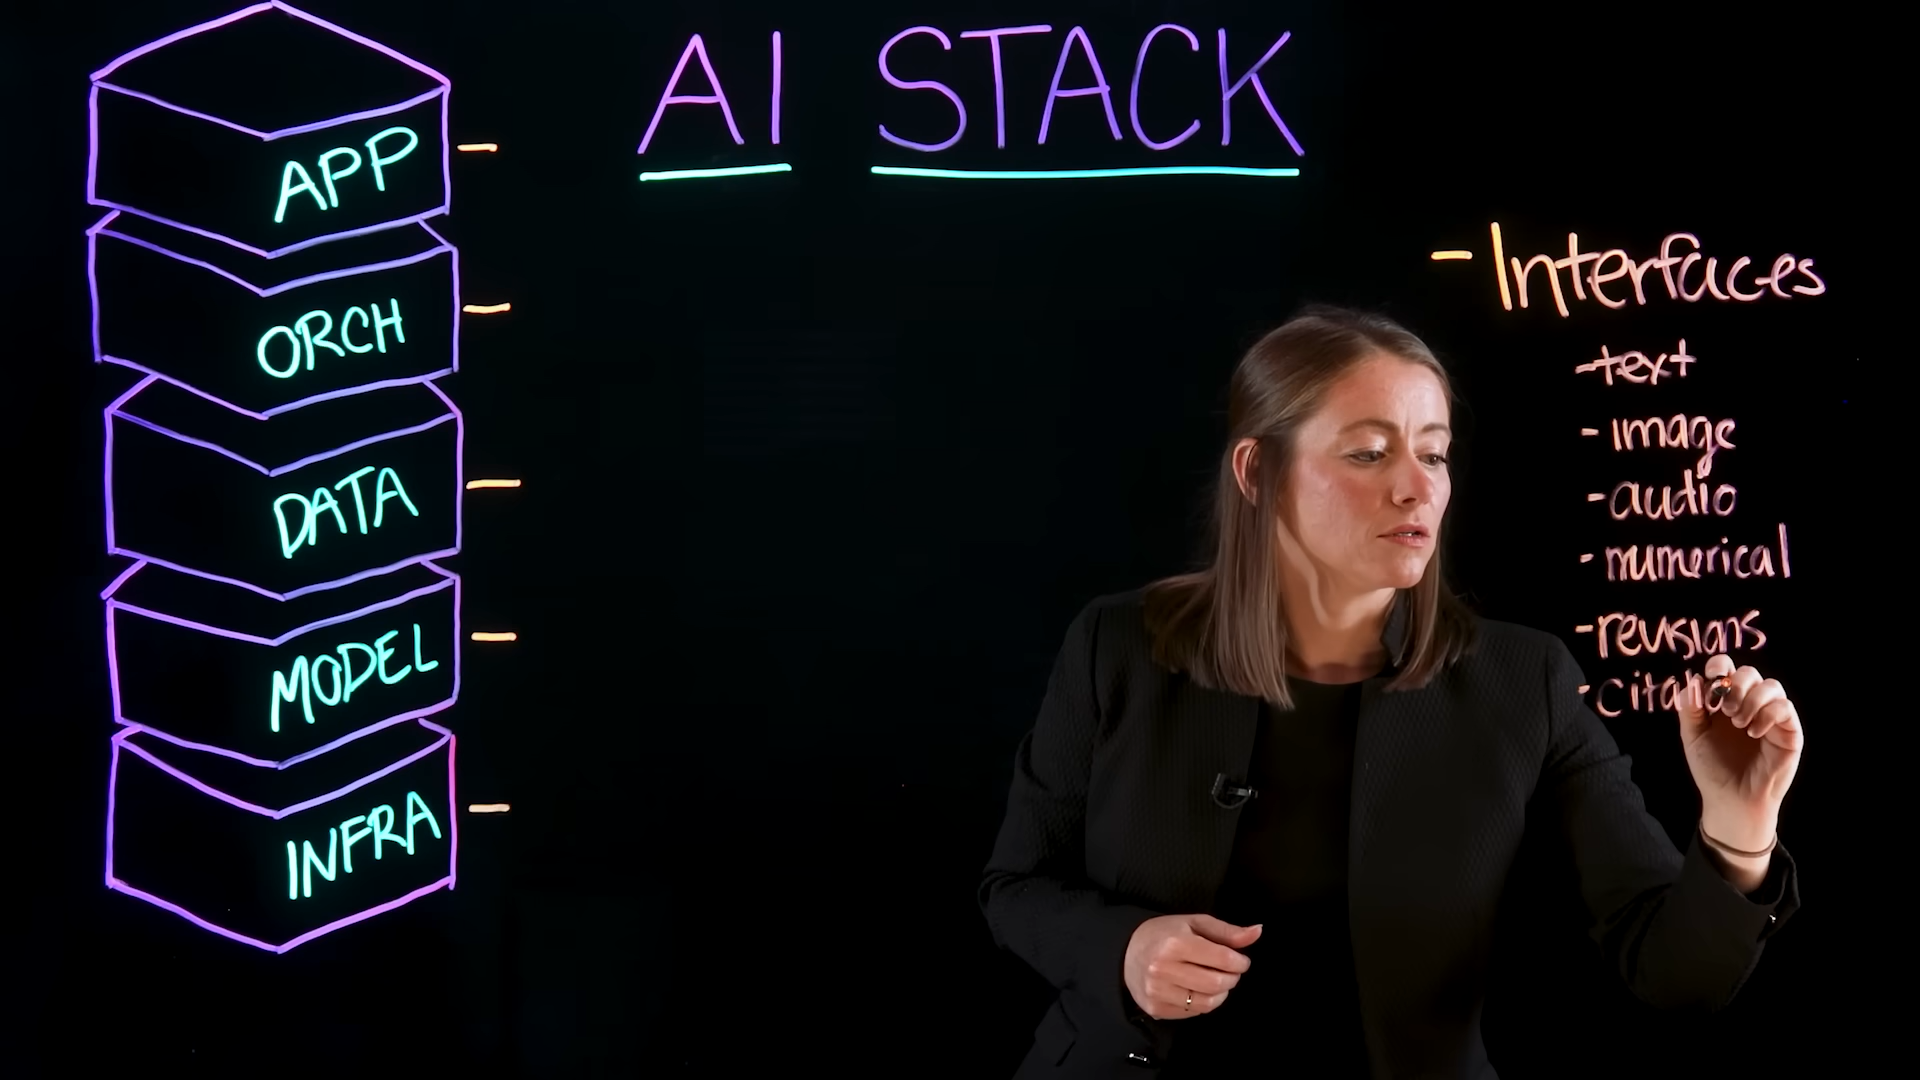 AI STACK
APP
ORCH
DATA
MODEL
INFRA
- Interfaces
- text
- image
- audio
- numerical
- revisions